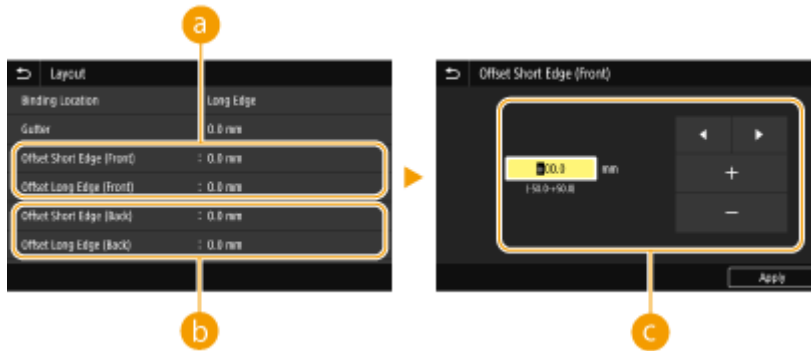 a
Layout
Binding Location Long Edge
Gutter : 0.0 mm
Offset Short Edge (Front) : 0.0 mm
Offset Long Edge (Front) : 0.0 mm
Offset Short Edge (Back) : 0.0 mm
Offset Long Edge (Back) : 0.0 mm
b
Offset Short Edge (Front)
00.0 mm
(-50.0-+50.0)
+
−
Apply
c